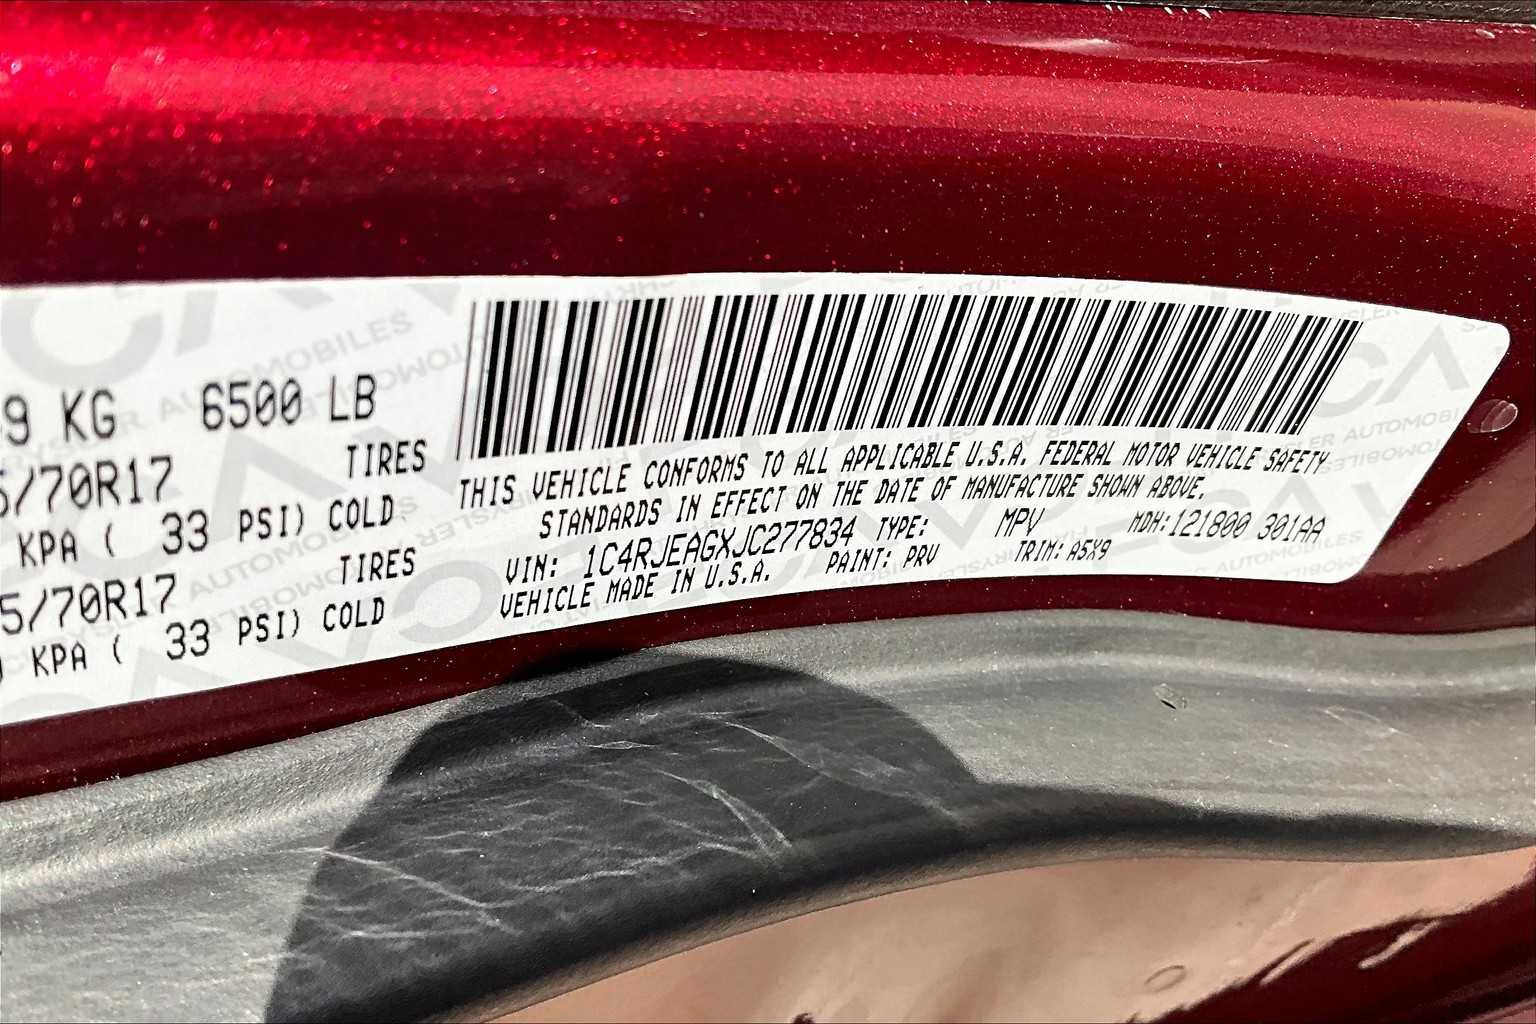 9 KG 6500 LB
5/70R17 TIRES
KPA ( 33 PSI) COLD
5/70R17 TIRES
KPA ( 33 PSI) COLD
THIS VEHICLE CONFORMS TO ALL APPLICABLE U.S.A. FEDERAL MOTOR VEHICLE SAFETY
STANDARDS IN EFFECT ON THE DATE OF MANUFACTURE SHOWN ABOVE.
VIN: 1C4RJEAGXJC277834 TYPE: MPV MDH:121800 301AA
VEHICLE MADE IN U.S.A. PAINT: PRV TRIM: A5X9